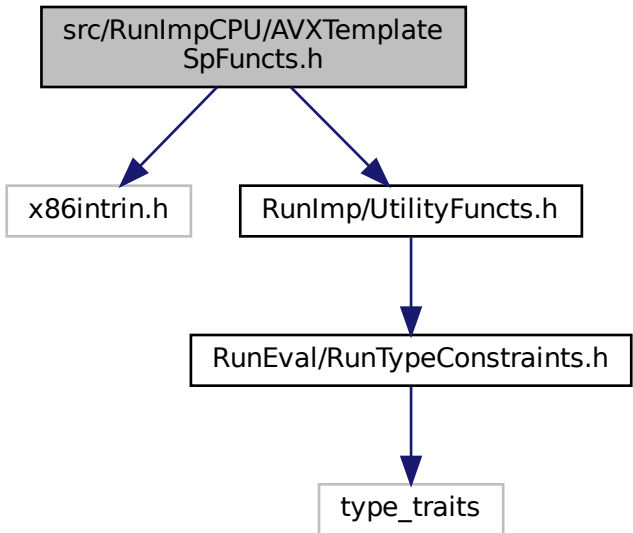 src/RunImpCPU/AVXTemplate
SpFuncts.h
x86intrin.h
RunImp/UtilityFuncts.h
RunEval/RunTypeConstraints.h
type_traits